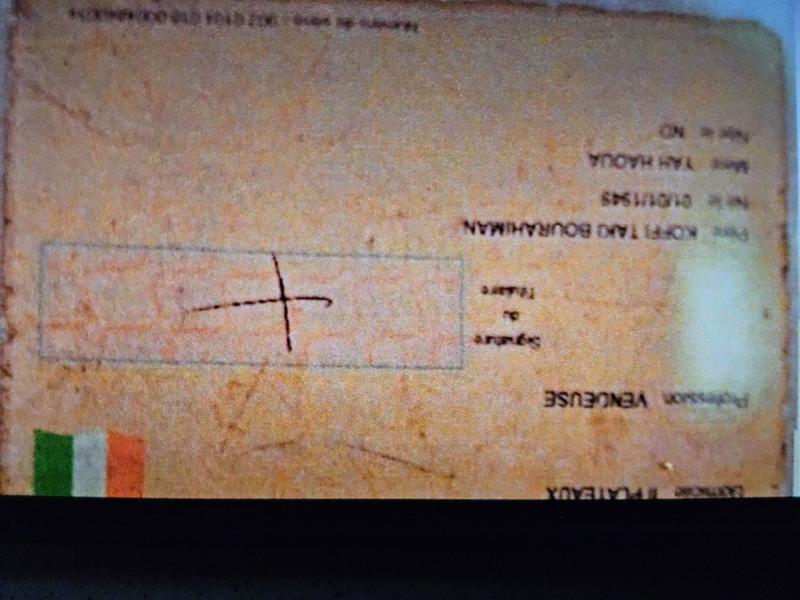 Domicile II PLATEAUX
Profession VENDEUSE
Signature
du
Titulaire
Père KOFFI TAKI BOURAHIMAN
Né le 01/01/1949
Mère YAH HAOUA
Née le ND
Numéro de série